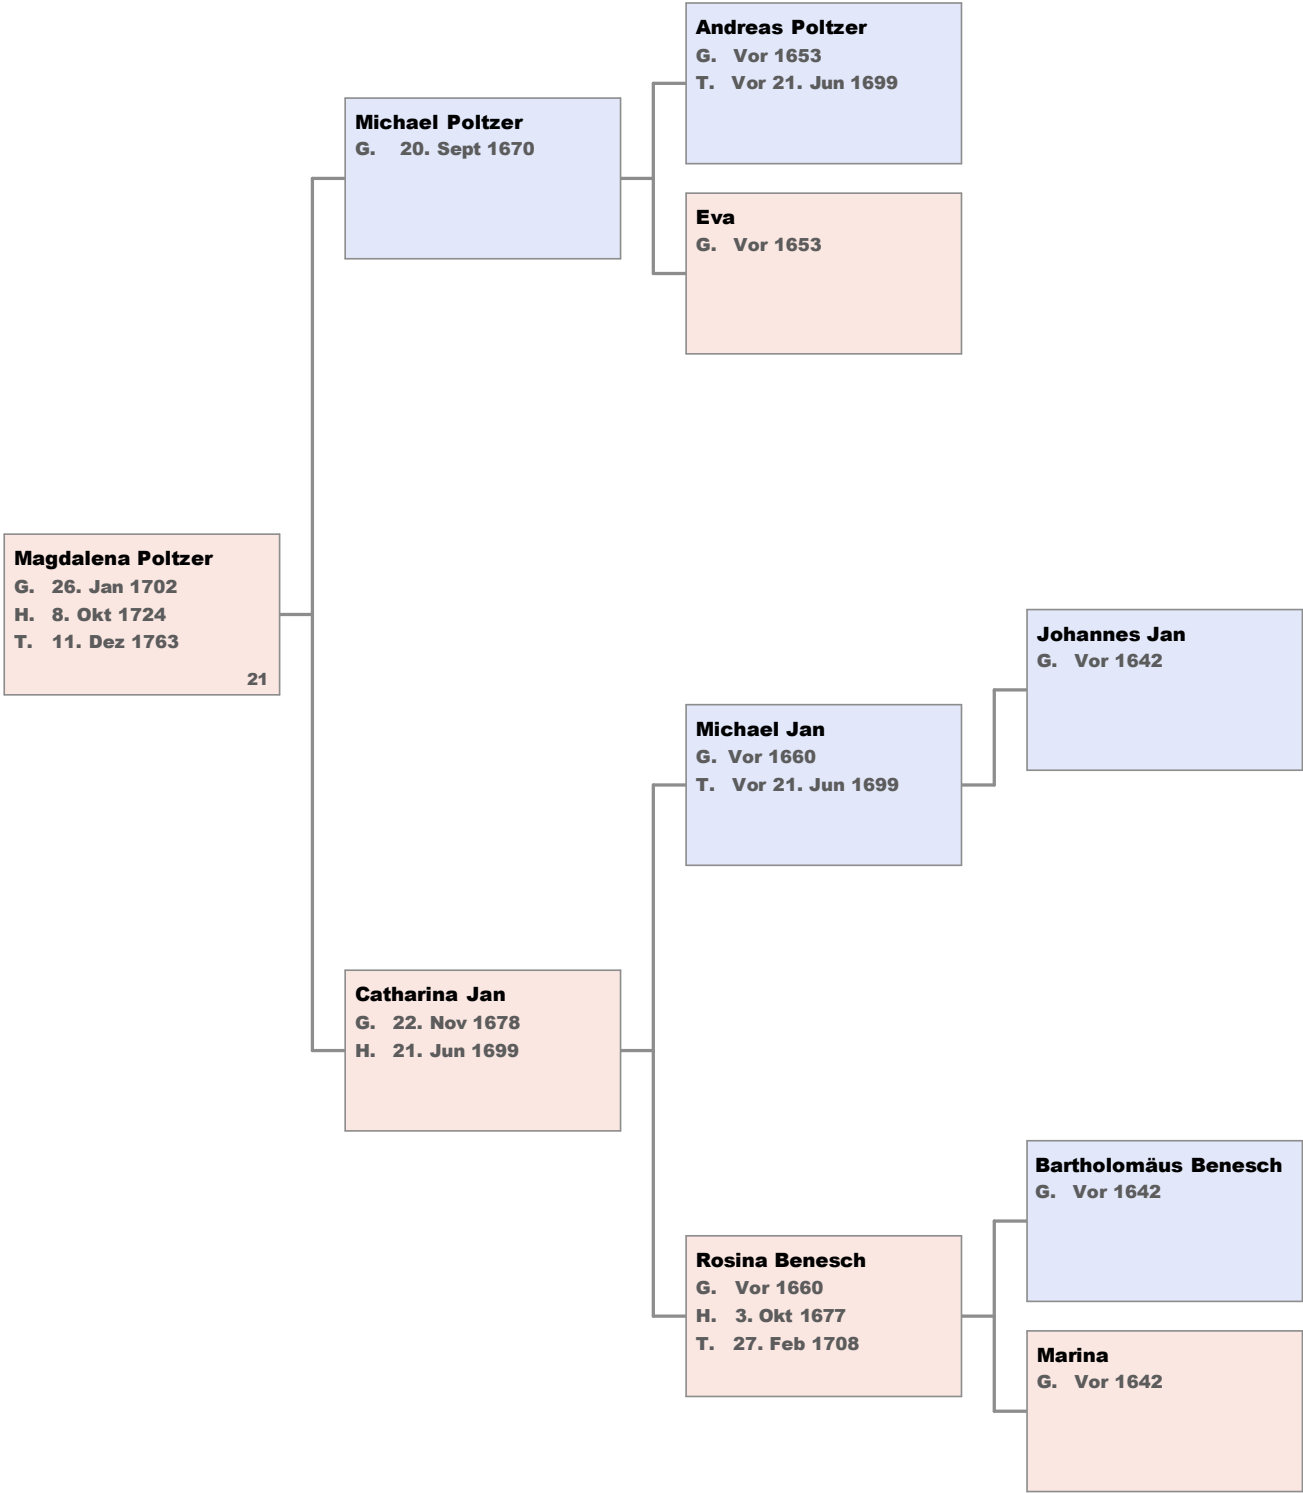 Andreas Poltzer
G. Vor 1653
T. Vor 21. Jun 1699
Michael Poltzer
G. 20. Sept 1670
Eva
G. Vor 1653
Magdalena Poltzer
G. 26. Jan 1702
H. 8. Okt 1724
T. 11. Dez 1763
21
Johannes Jan
G. Vor 1642
Michael Jan
G. Vor 1660
T. Vor 21. Jun 1699
Catharina Jan
G. 22. Nov 1678
H. 21. Jun 1699
Bartholomäus Benesch
G. Vor 1642
Rosina Benesch
G. Vor 1660
H. 3. Okt 1677
T. 27. Feb 1708
Marina
G. Vor 1642